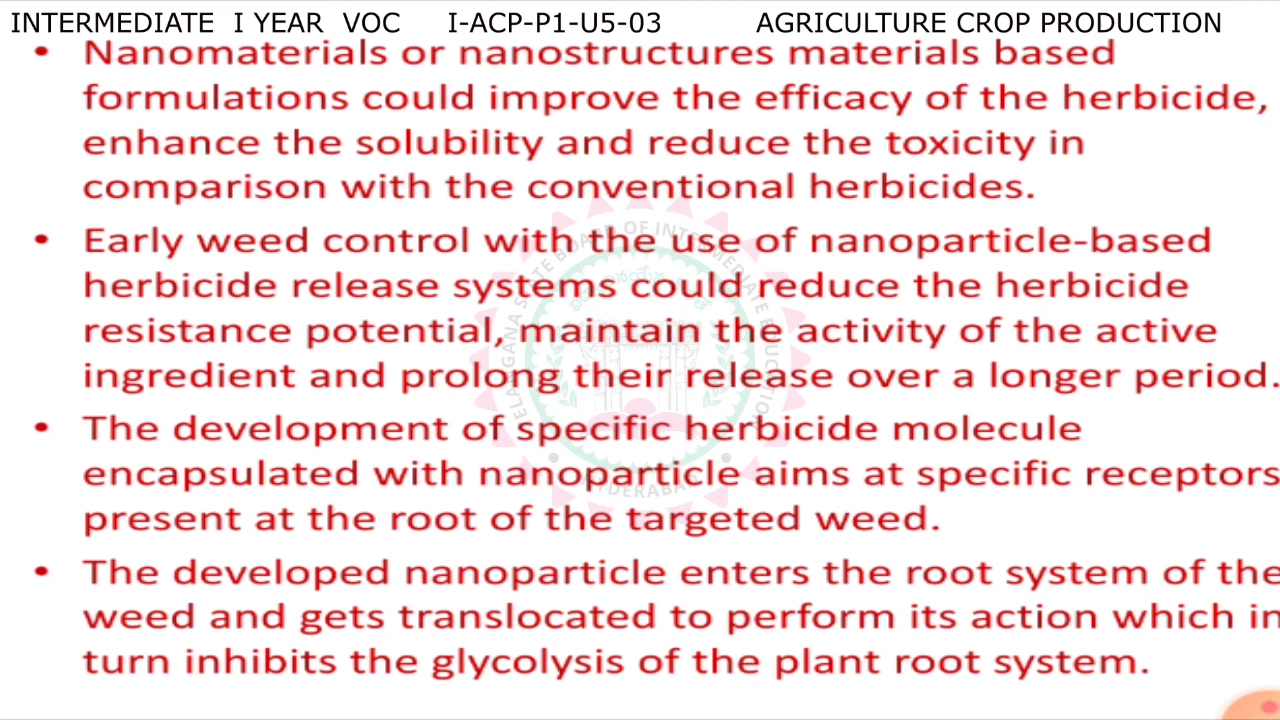 INTERMEDIATE I YEAR VOC I-ACP-P1-U5-03 AGRICULTURE CROP PRODUCTION
• Nanomaterials or nanostructures materials based
formulations could improve the efficacy of the herbicide,
enhance the solubility and reduce the toxicity in
comparison with the conventional herbicides.
• Early weed control with the use of nanoparticle-based
herbicide release systems could reduce the herbicide
resistance potential, maintain the activity of the active
ingredient and prolong their release over a longer period.
• The development of specific herbicide molecule
encapsulated with nanoparticle aims at specific receptors
present at the root of the targeted weed.
• The developed nanoparticle enters the root system of the
weed and gets translocated to perform its action which in
turn inhibits the glycolysis of the plant root system.